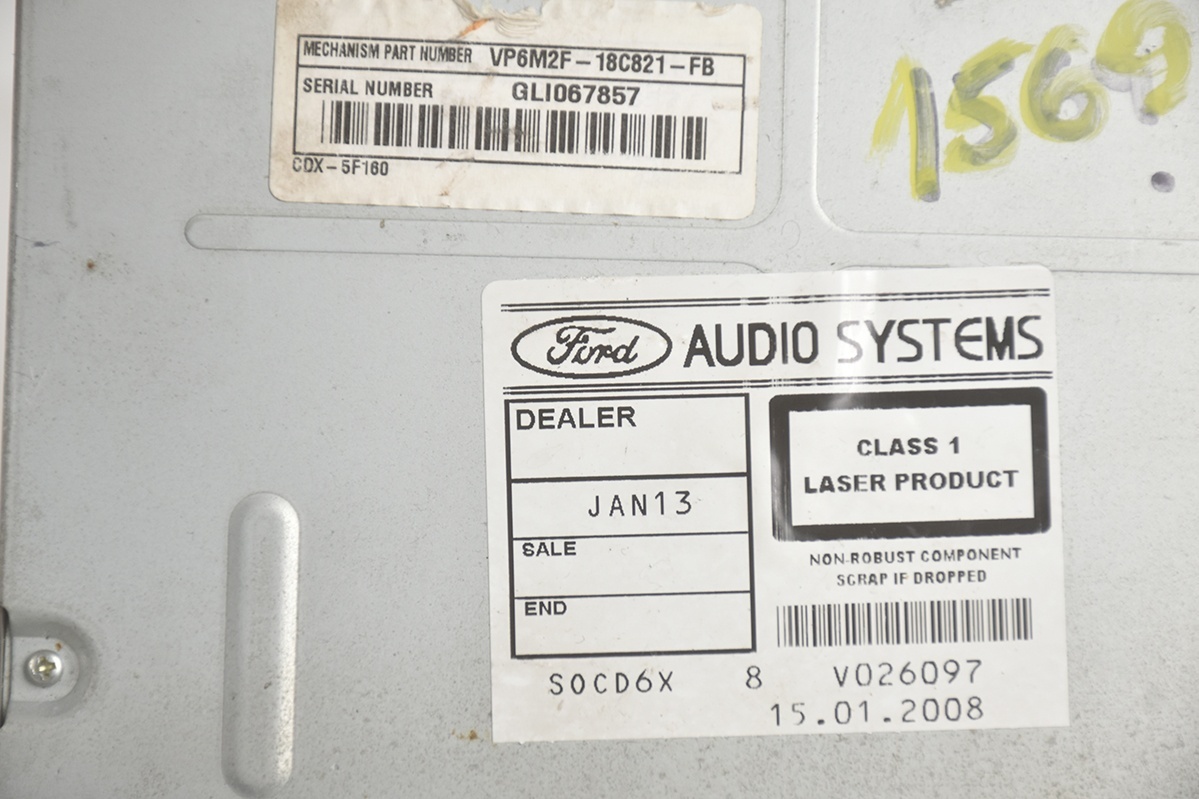 MECHANISM PART NUMBER VP6M2F-18C821-FB
SERIAL NUMBER GLI067857
CDX-5F160
1569
Ford AUDIO SYSTEMS
DEALER
JAN13
SALE
END
CLASS 1
LASER PRODUCT
NON-ROBUST COMPONENT
SCRAP IF DROPPED
S0CD6X 8 V026097
15.01.2008